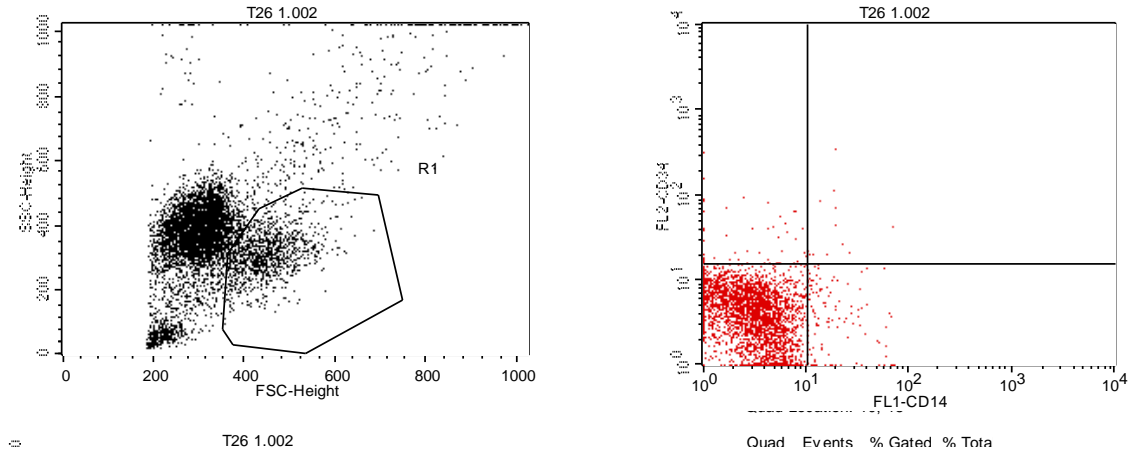 T26 1.002
1000
800
600
400
200
0
SSC-Height
R1
0 200 400 600 800 1000
FSC-Height
T26 1.002
10^4
10^3
10^2
10^1
10^0
FL2-CD34
10^0 10^1 10^2 10^3 10^4
FL1-CD14
T26 1.002
Quad Events % Gated % Tota